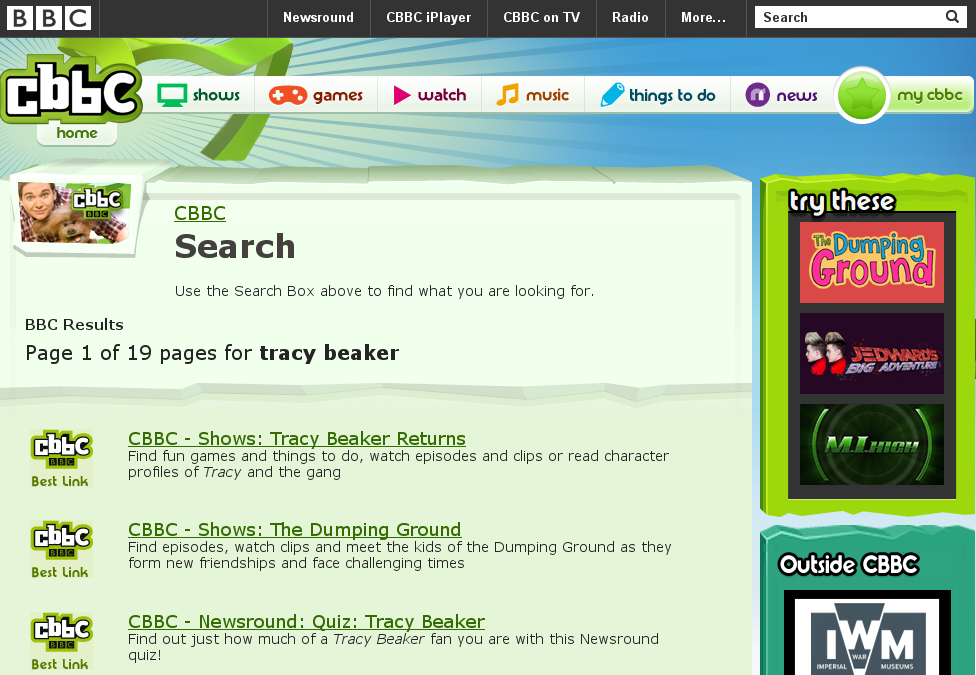 BBC
Newsround
CBBC iPlayer
CBBC on TV
Radio
More...
Search
cbbc
home
shows
games
watch
music
things to do
news
my cbbc
cbbc
BBC
CBBC
Search
Use the Search Box above to find what you are looking for.
BBC Results
Page 1 of 19 pages for tracy beaker
cbbc
BBC
Best Link
CBBC - Shows: Tracy Beaker Returns
Find fun games and things to do, watch episodes and clips or read character
profiles of Tracy and the gang
cbbc
BBC
Best Link
CBBC - Shows: The Dumping Ground
Find episodes, watch clips and meet the kids of the Dumping Ground as they
form new friendships and face challenging times
cbbc
BBC
Best Link
CBBC - Newsround: Quiz: Tracy Beaker
Find out just how much of a Tracy Beaker fan you are with this Newsround
quiz!
try these
The Dumping
Ground
JEDWARD'S
BIG ADVENTURE
M.I.HIGH
Outside CBBC
IWM
IMPERIAL WAR MUSEUMS